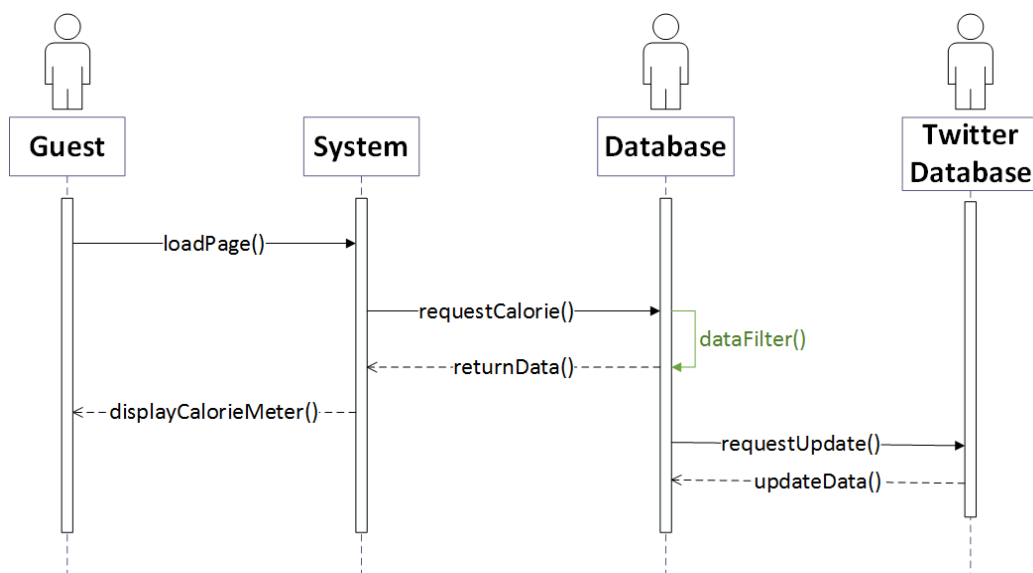 Guest
System
Database
Twitter
Database
loadPage()
requestCalorie()
dataFilter()
returnData()
displayCalorieMeter()
requestUpdate()
updateData()